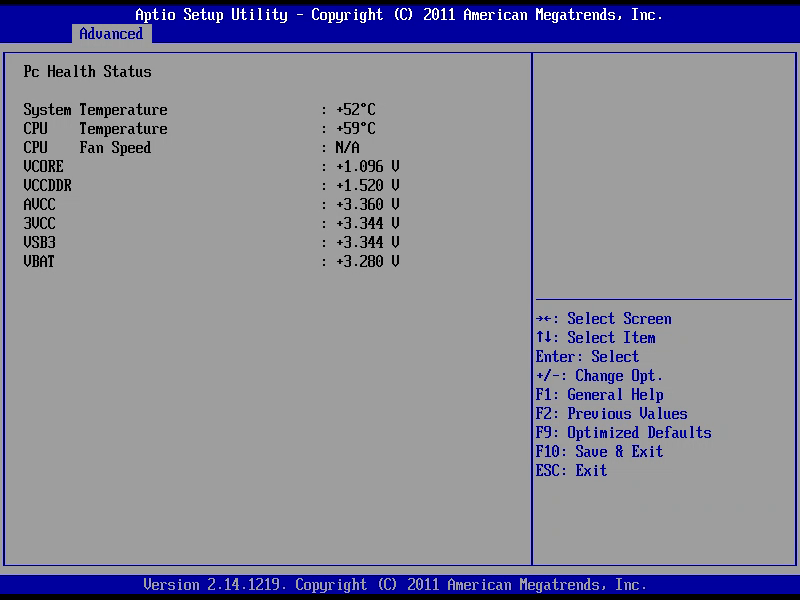 Aptio Setup Utility - Copyright (C) 2011 American Megatrends, Inc.
Advanced
Pc Health Status
System Temperature : +52°C
CPU Temperature : +59°C
CPU Fan Speed : N/A
VCORE : +1.096 V
VCCDDR : +1.520 V
AVCC : +3.360 V
3VCC : +3.344 V
VSB3 : +3.344 V
VBAT : +3.280 V
→←: Select Screen
↑↓: Select Item
Enter: Select
+/-: Change Opt.
F1: General Help
F2: Previous Values
F9: Optimized Defaults
F10: Save & Exit
ESC: Exit
Version 2.14.1219. Copyright (C) 2011 American Megatrends, Inc.